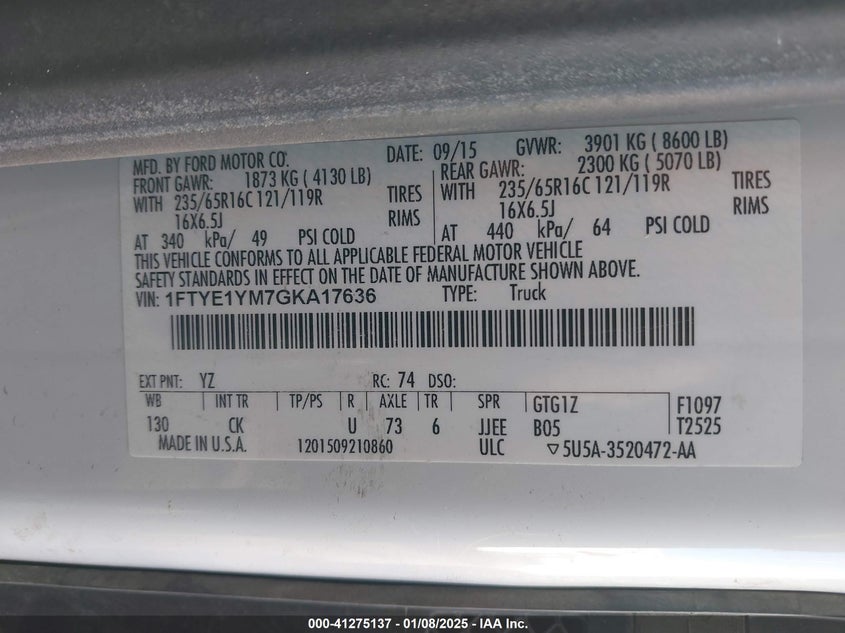 MFD. BY FORD MOTOR CO. DATE: 09/15 GVWR: 3901 KG ( 8600 LB)
FRONT GAWR: 1873 KG ( 4130 LB) REAR GAWR: 2300 KG ( 5070 LB)
WITH 235/65R16C 121/119R TIRES WITH 235/65R16C 121/119R TIRES
16X6.5J RIMS 16X6.5J RIMS
AT 340 kPa/ 49 PSI COLD AT 440 kPa/ 64 PSI COLD
THIS VEHICLE CONFORMS TO ALL APPLICABLE FEDERAL MOTOR VEHICLE
SAFETY STANDARDS IN EFFECT ON THE DATE OF MANUFACTURE SHOWN ABOVE.
VIN: 1FTYE1YM7GKA17636 TYPE: Truck
EXT PNT: YZ RC: 74 DSO:
WB INT TR TP/PS R AXLE TR SPR GTG1Z F1097
130 CK U 73 6 JJEE B05 T2525
MADE IN U.S.A. 1201509210860 ULC ▽5U5A-3520472-AA
000-41275137 - 01/08/2025 - IAA Inc.